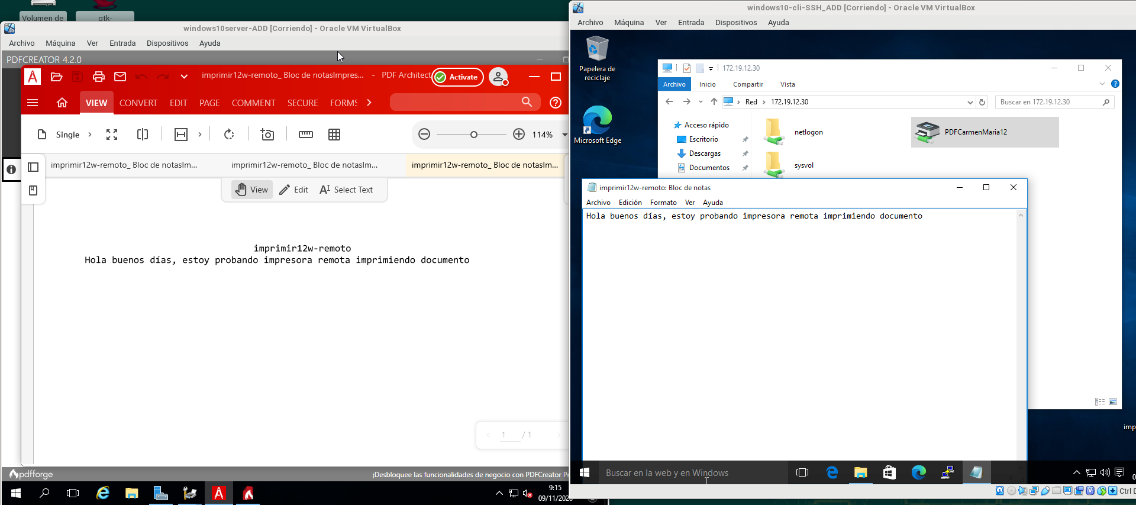 Volumen de
gtk-
windows10server-ADD [Corriendo] - Oracle VM VirtualBox
Archivo Máquina Ver Entrada Dispositivos Ayuda
PDFCREATOR 4.2.0
imprimir12w-remoto_ Bloc de notasImpres... - PDF Architect
Activate
VIEW CONVERT EDIT PAGE COMMENT SECURE FORMS
Single
114%
imprimir12w-remoto_ Bloc de notasIm...
imprimir12w-remoto_ Bloc de notasIm...
imprimir12w-remoto_ Bloc de notasIm...
View Edit Select Text
imprimir12w-remoto
Hola buenos días, estoy probando impresora remota imprimiendo documento
1 / 1
pdfforge
¡Desbloquee las funcionalidades de negocio con PDFCreator
9:15
windows10-cli-SSH_ADD [Corriendo] - Oracle VM VirtualBox
Archivo Máquina Ver Entrada Dispositivos Ayuda
Papelera de
reciclaje
Microsoft Edge
172.19.12.30
Archivo Inicio Compartir Vista
Red > 172.19.12.30
Buscar en 172.19.12.30
Acceso rápido
Escritorio
Descargas
Documentos
netlogon
PDFCarmenMaria12
sysvol
imprimir12w-remoto: Bloc de notas
Archivo Edición Formato Ver Ayuda
Hola buenos días, estoy probando impresora remota imprimiendo documento
imp
Buscar en la web y en Windows
Ctrl D